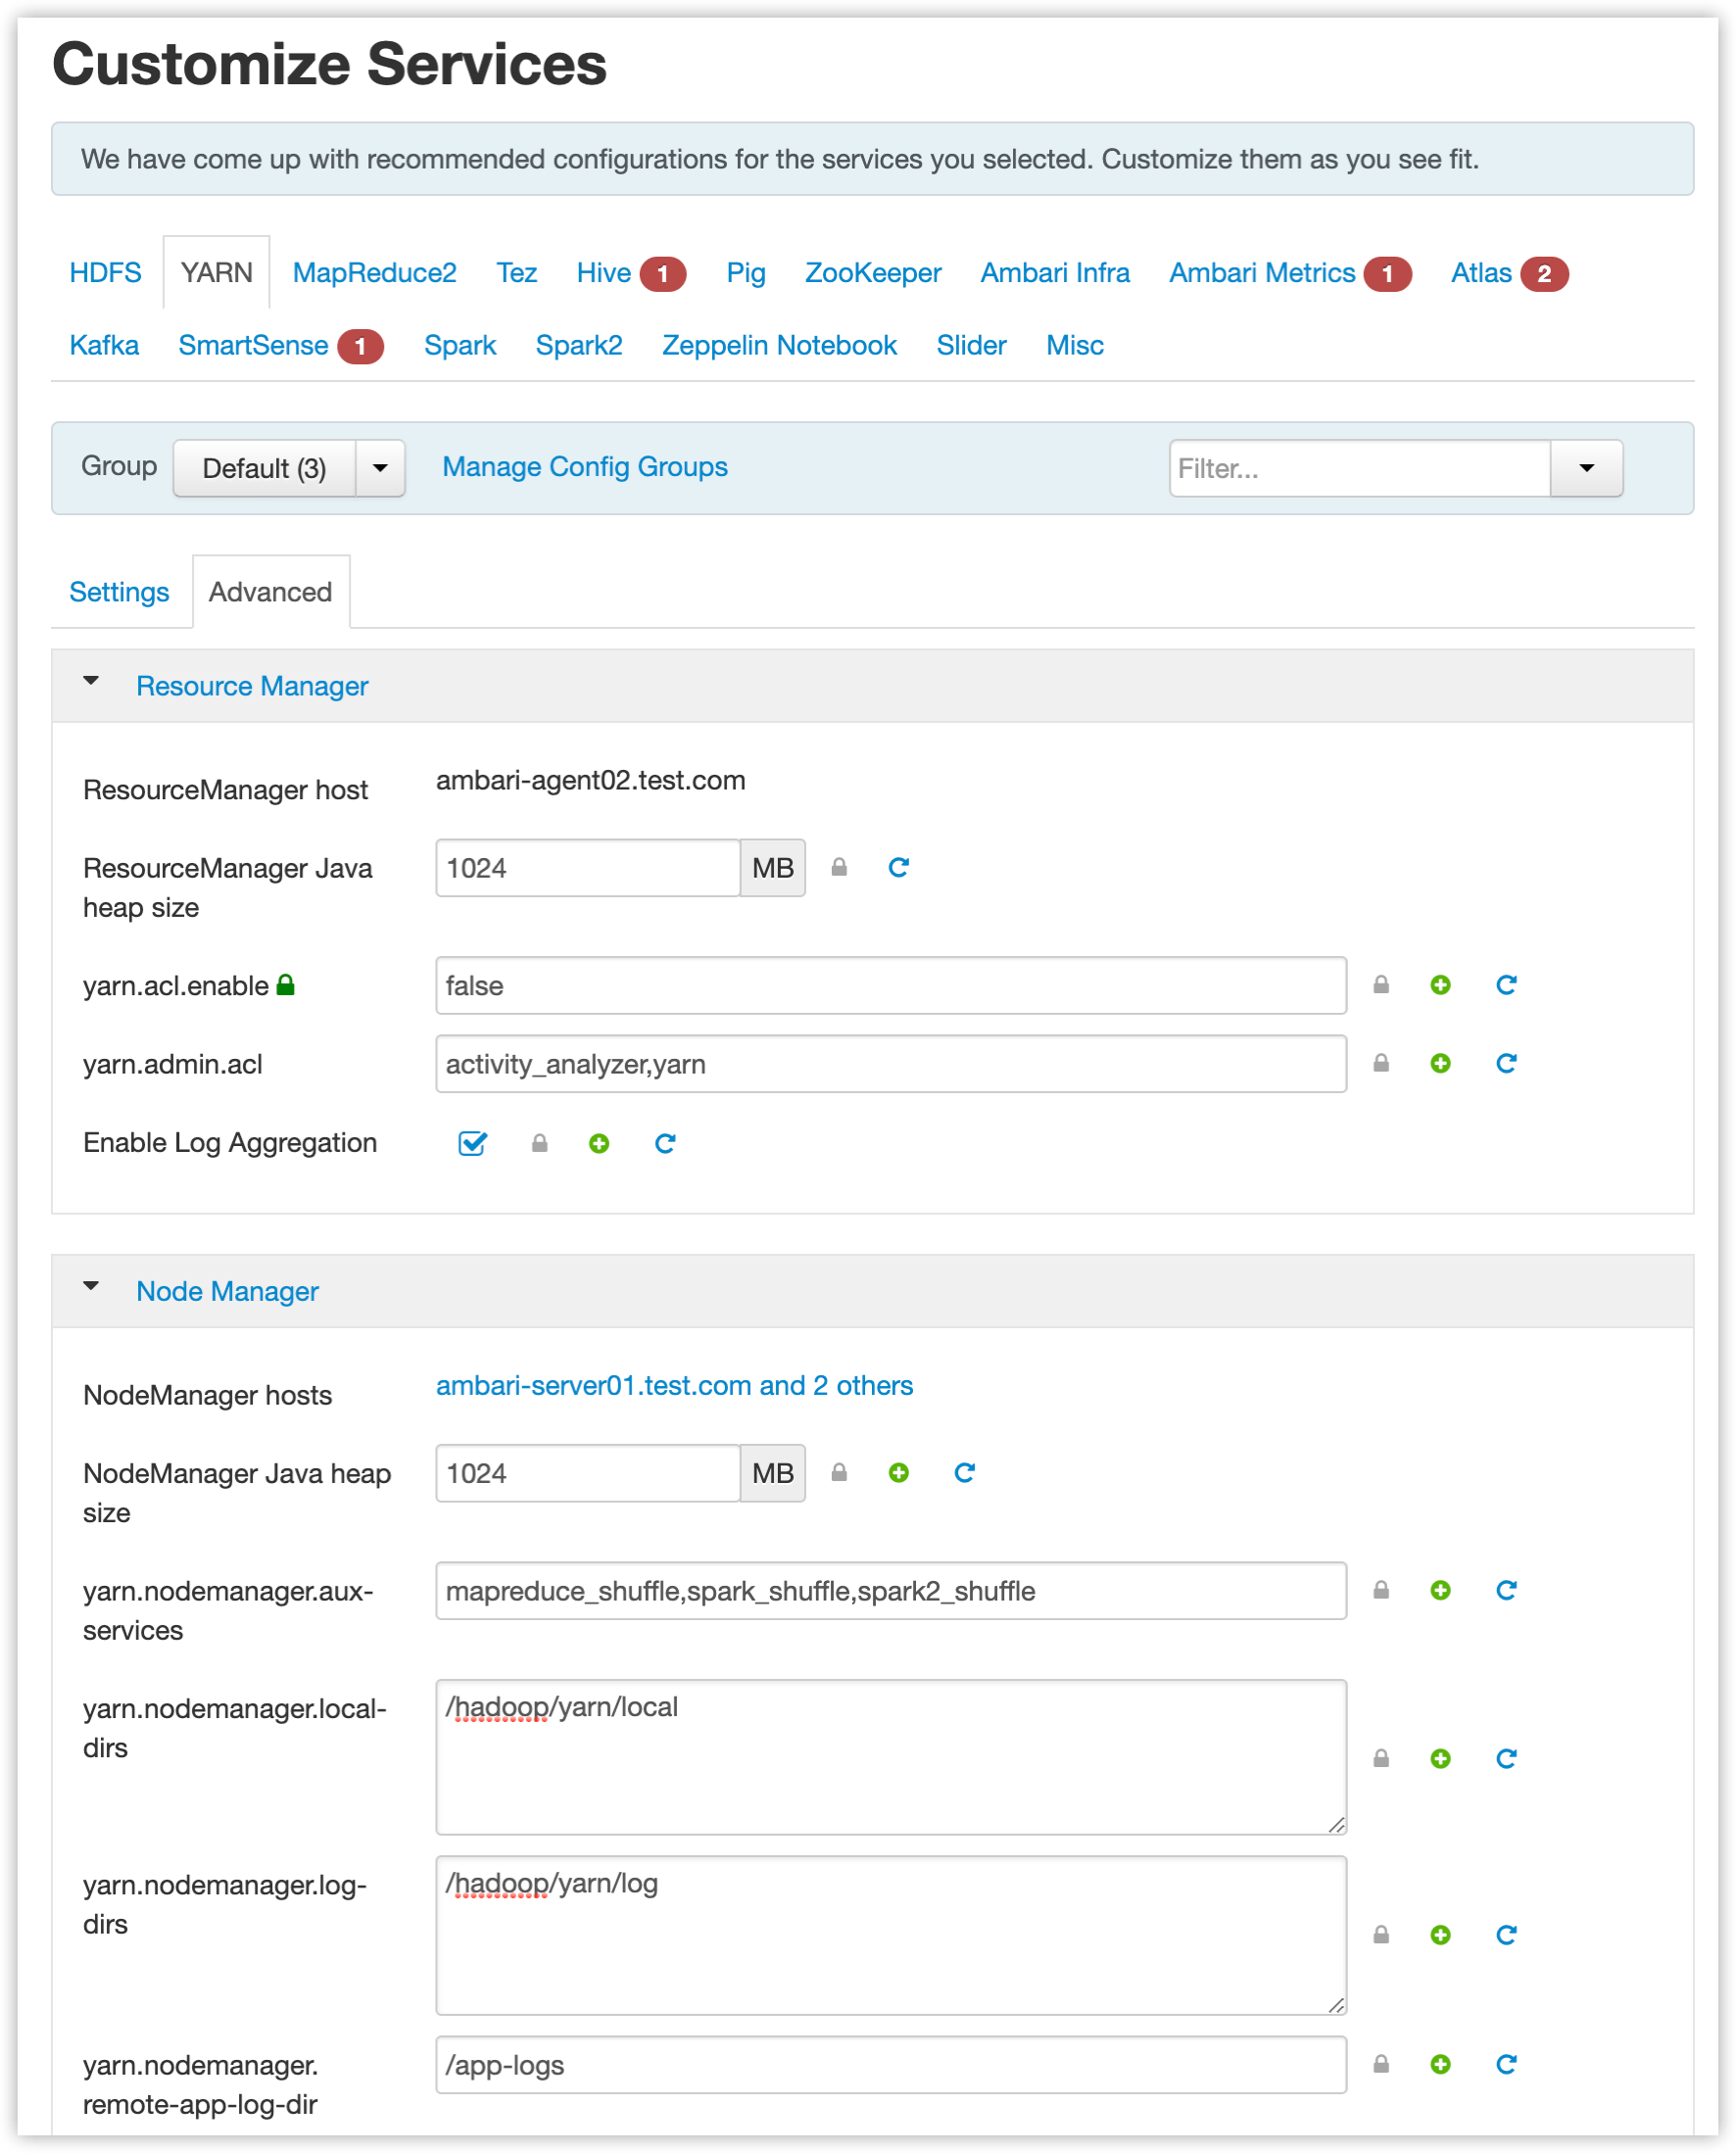 Customize Services
We have come up with recommended configurations for the services you selected. Customize them as you see fit.
HDFS YARN MapReduce2 Tez Hive 1 Pig ZooKeeper Ambari Infra Ambari Metrics 1 Atlas 2
Kafka SmartSense 1 Spark Spark2 Zeppelin Notebook Slider Misc
Group Default (3) Manage Config Groups Filter...
Settings Advanced
Resource Manager
ResourceManager host ambari-agent02.test.com
ResourceManager Java 1024 MB
heap size
yarn.acl.enable false
yarn.admin.acl activity_analyzer,yarn
Enable Log Aggregation
Node Manager
NodeManager hosts ambari-server01.test.com and 2 others
NodeManager Java heap 1024 MB
size
yarn.nodemanager.aux- mapreduce_shuffle,spark_shuffle,spark2_shuffle
services
yarn.nodemanager.local- /hadoop/yarn/local
dirs
yarn.nodemanager.log- /hadoop/yarn/log
dirs
yarn.nodemanager. /app-logs
remote-app-log-dir